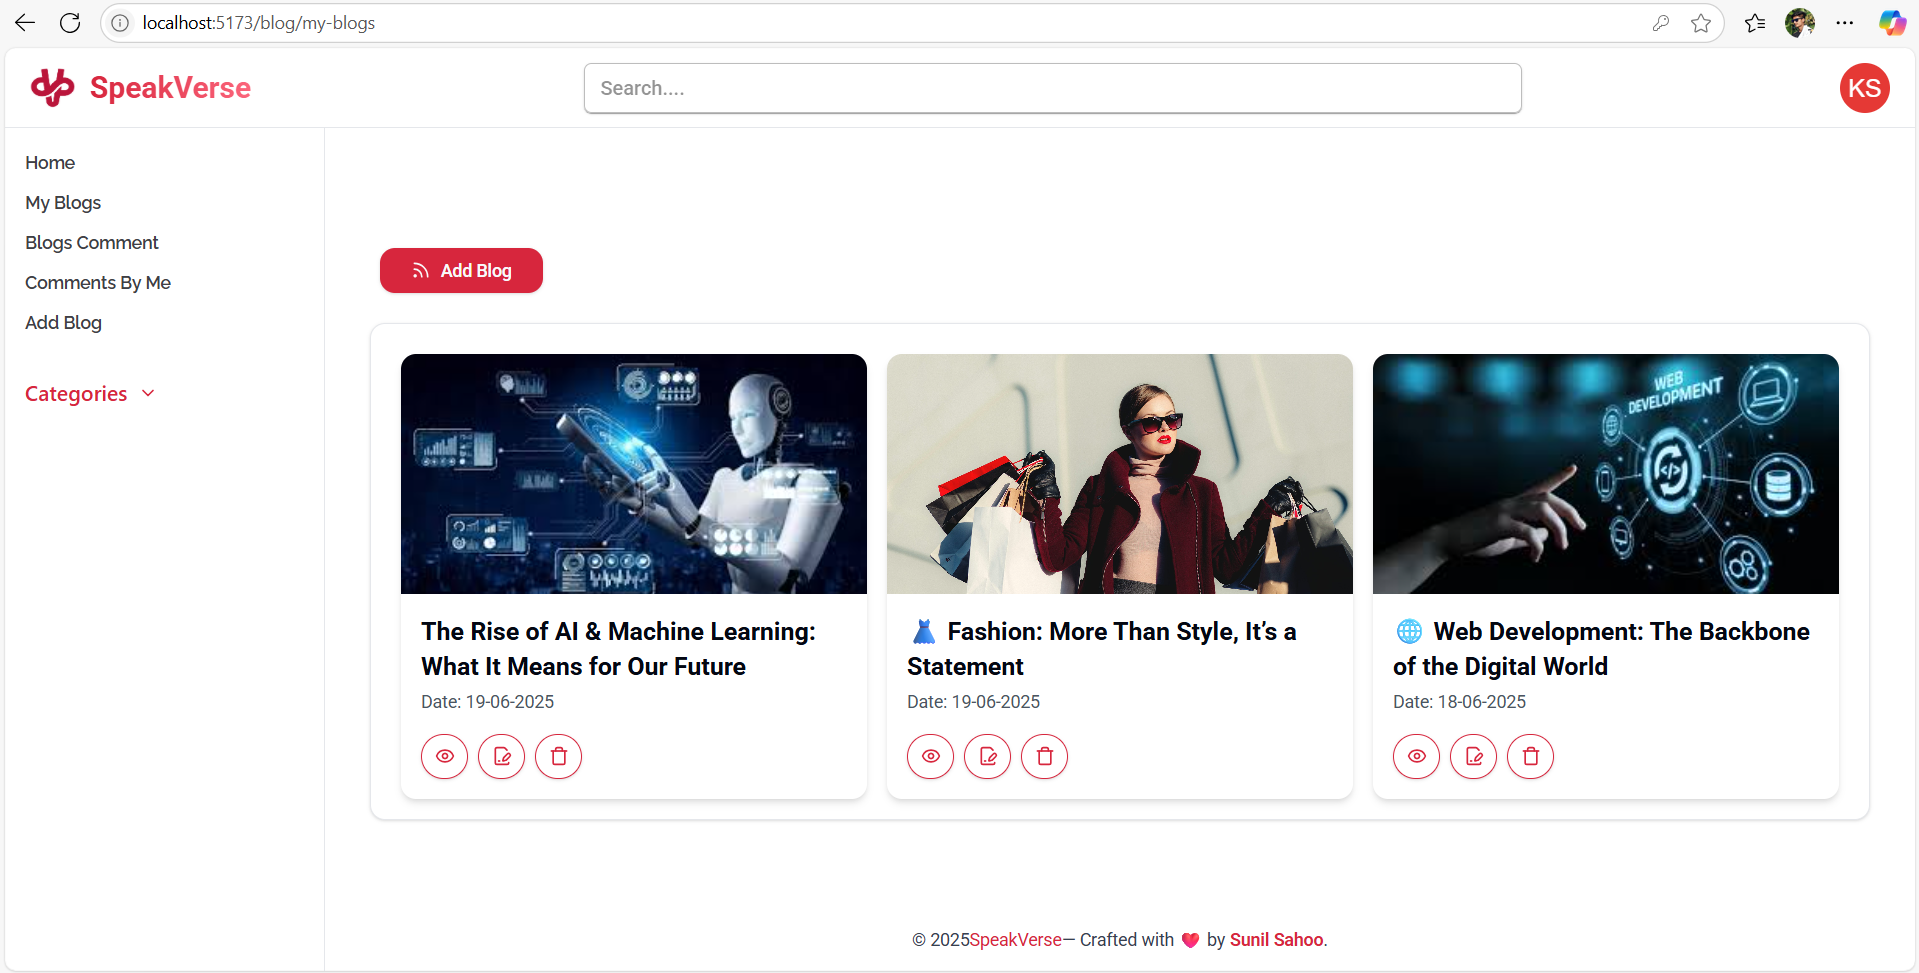 localhost:5173/blog/my-blogs
SpeakVerse
Search....
KS
Home
My Blogs
Blogs Comment
Comments By Me
Add Blog
Categories
Add Blog
WEB
DEVELOPMENT
The Rise of AI & Machine Learning:
What It Means for Our Future
Date: 19-06-2025
👗 Fashion: More Than Style, It’s a
Statement
Date: 19-06-2025
🌐 Web Development: The Backbone
of the Digital World
Date: 18-06-2025
© 2025SpeakVerse— Crafted with ❤️ by Sunil Sahoo.